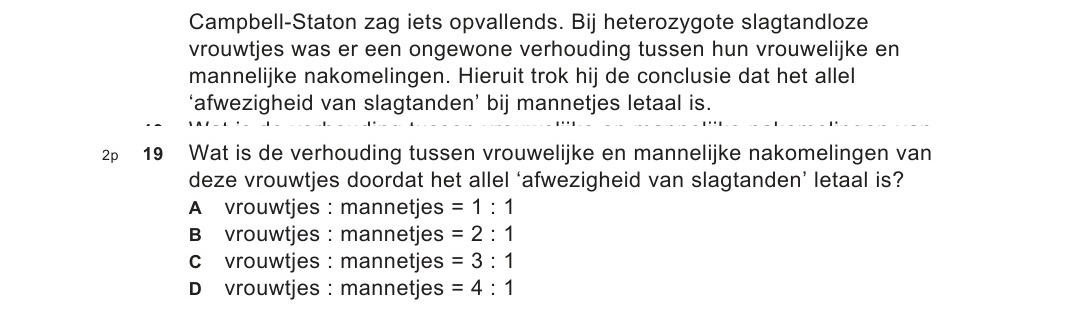 Campbell-Staton zag iets opvallends. Bij heterozygote slagtandloze
vrouwtjes was er een ongewone verhouding tussen hun vrouwelijke en
mannelijke nakomelingen. Hieruit trok hij de conclusie dat het allel
‘afwezigheid van slagtanden’ bij mannetjes letaal is.
2p 19 Wat is de verhouding tussen vrouwelijke en mannelijke nakomelingen van
deze vrouwtjes doordat het allel ‘afwezigheid van slagtanden’ letaal is?
A vrouwtjes : mannetjes = 1 : 1
B vrouwtjes : mannetjes = 2 : 1
C vrouwtjes : mannetjes = 3 : 1
D vrouwtjes : mannetjes = 4 : 1